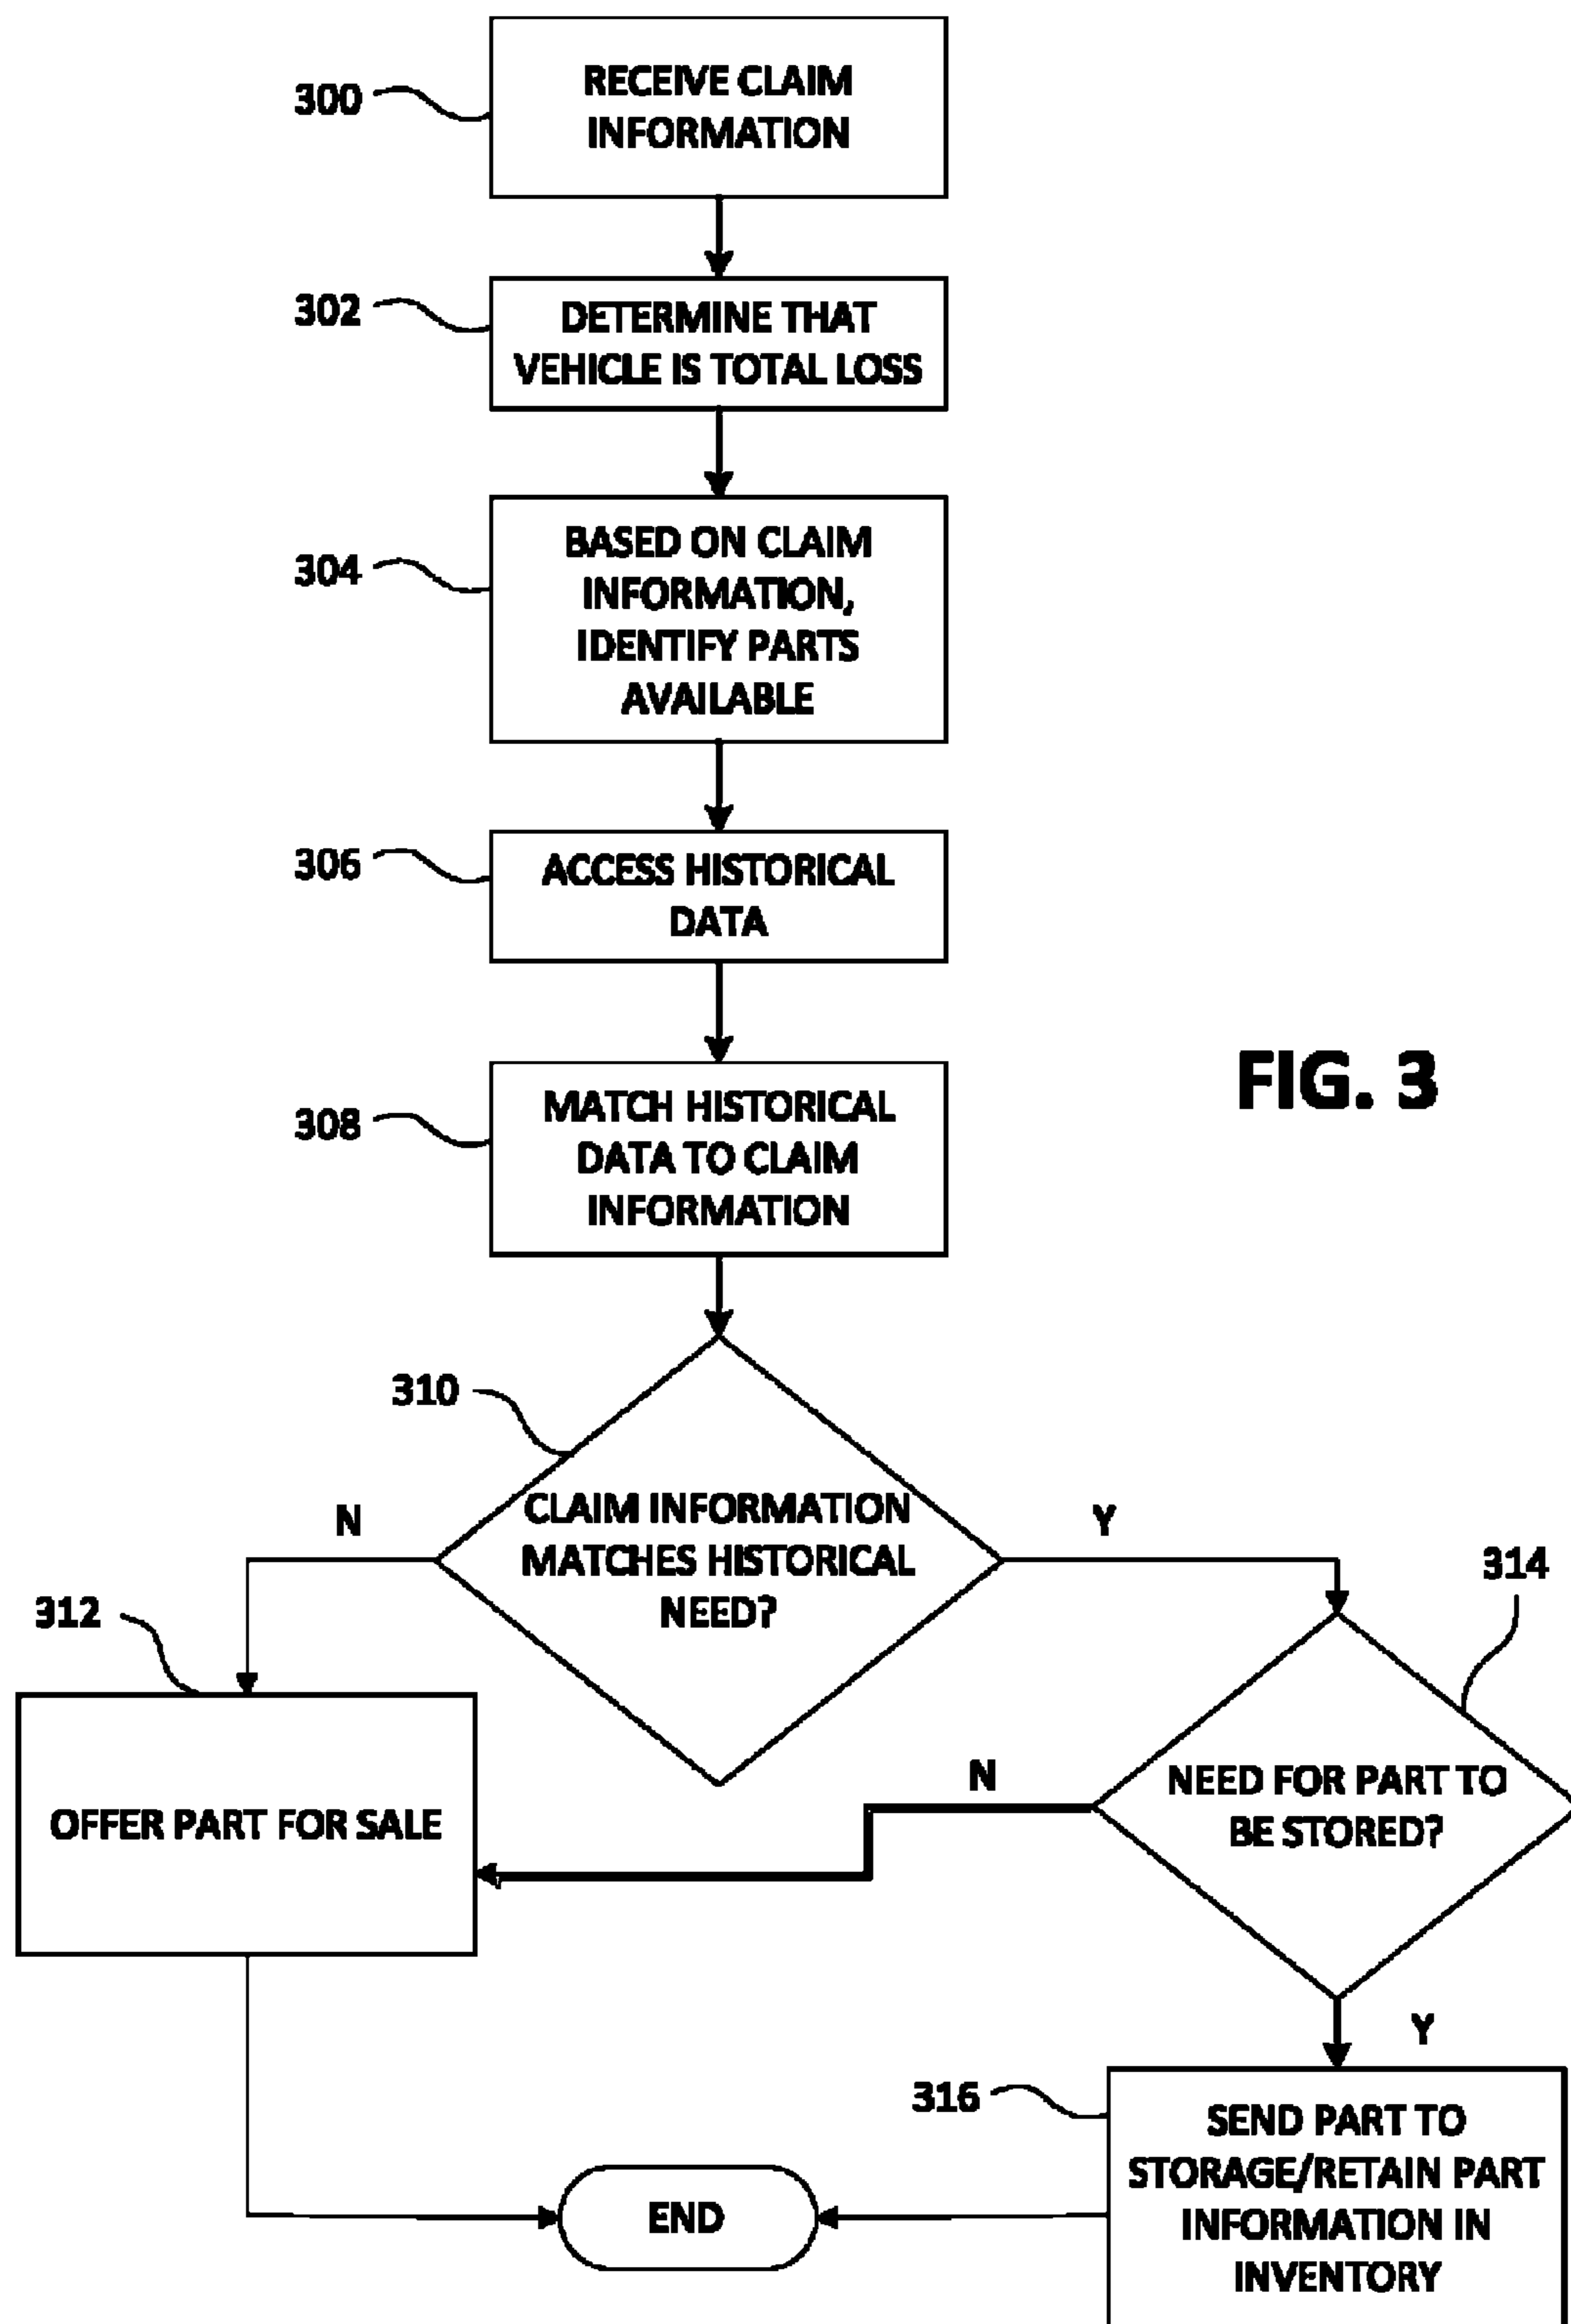 300
RECEIVE CLAIM
INFORMATION
302
DETERMINE THAT
VEHICLE IS TOTAL LOSS
304
BASED ON CLAIM
INFORMATION,
IDENTIFY PARTS
AVAILABLE
306
ACCESS HISTORICAL
DATA
308
MATCH HISTORICAL
DATA TO CLAIM
INFORMATION
FIG. 3
310
CLAIM INFORMATION
MATCHES HISTORICAL
NEED?
N
Y
312
OFFER PART FOR SALE
314
NEED FOR PART TO
BE STORED?
N
Y
316
SEND PART TO
STORAGE/RETAIN PART
INFORMATION IN
INVENTORY
END